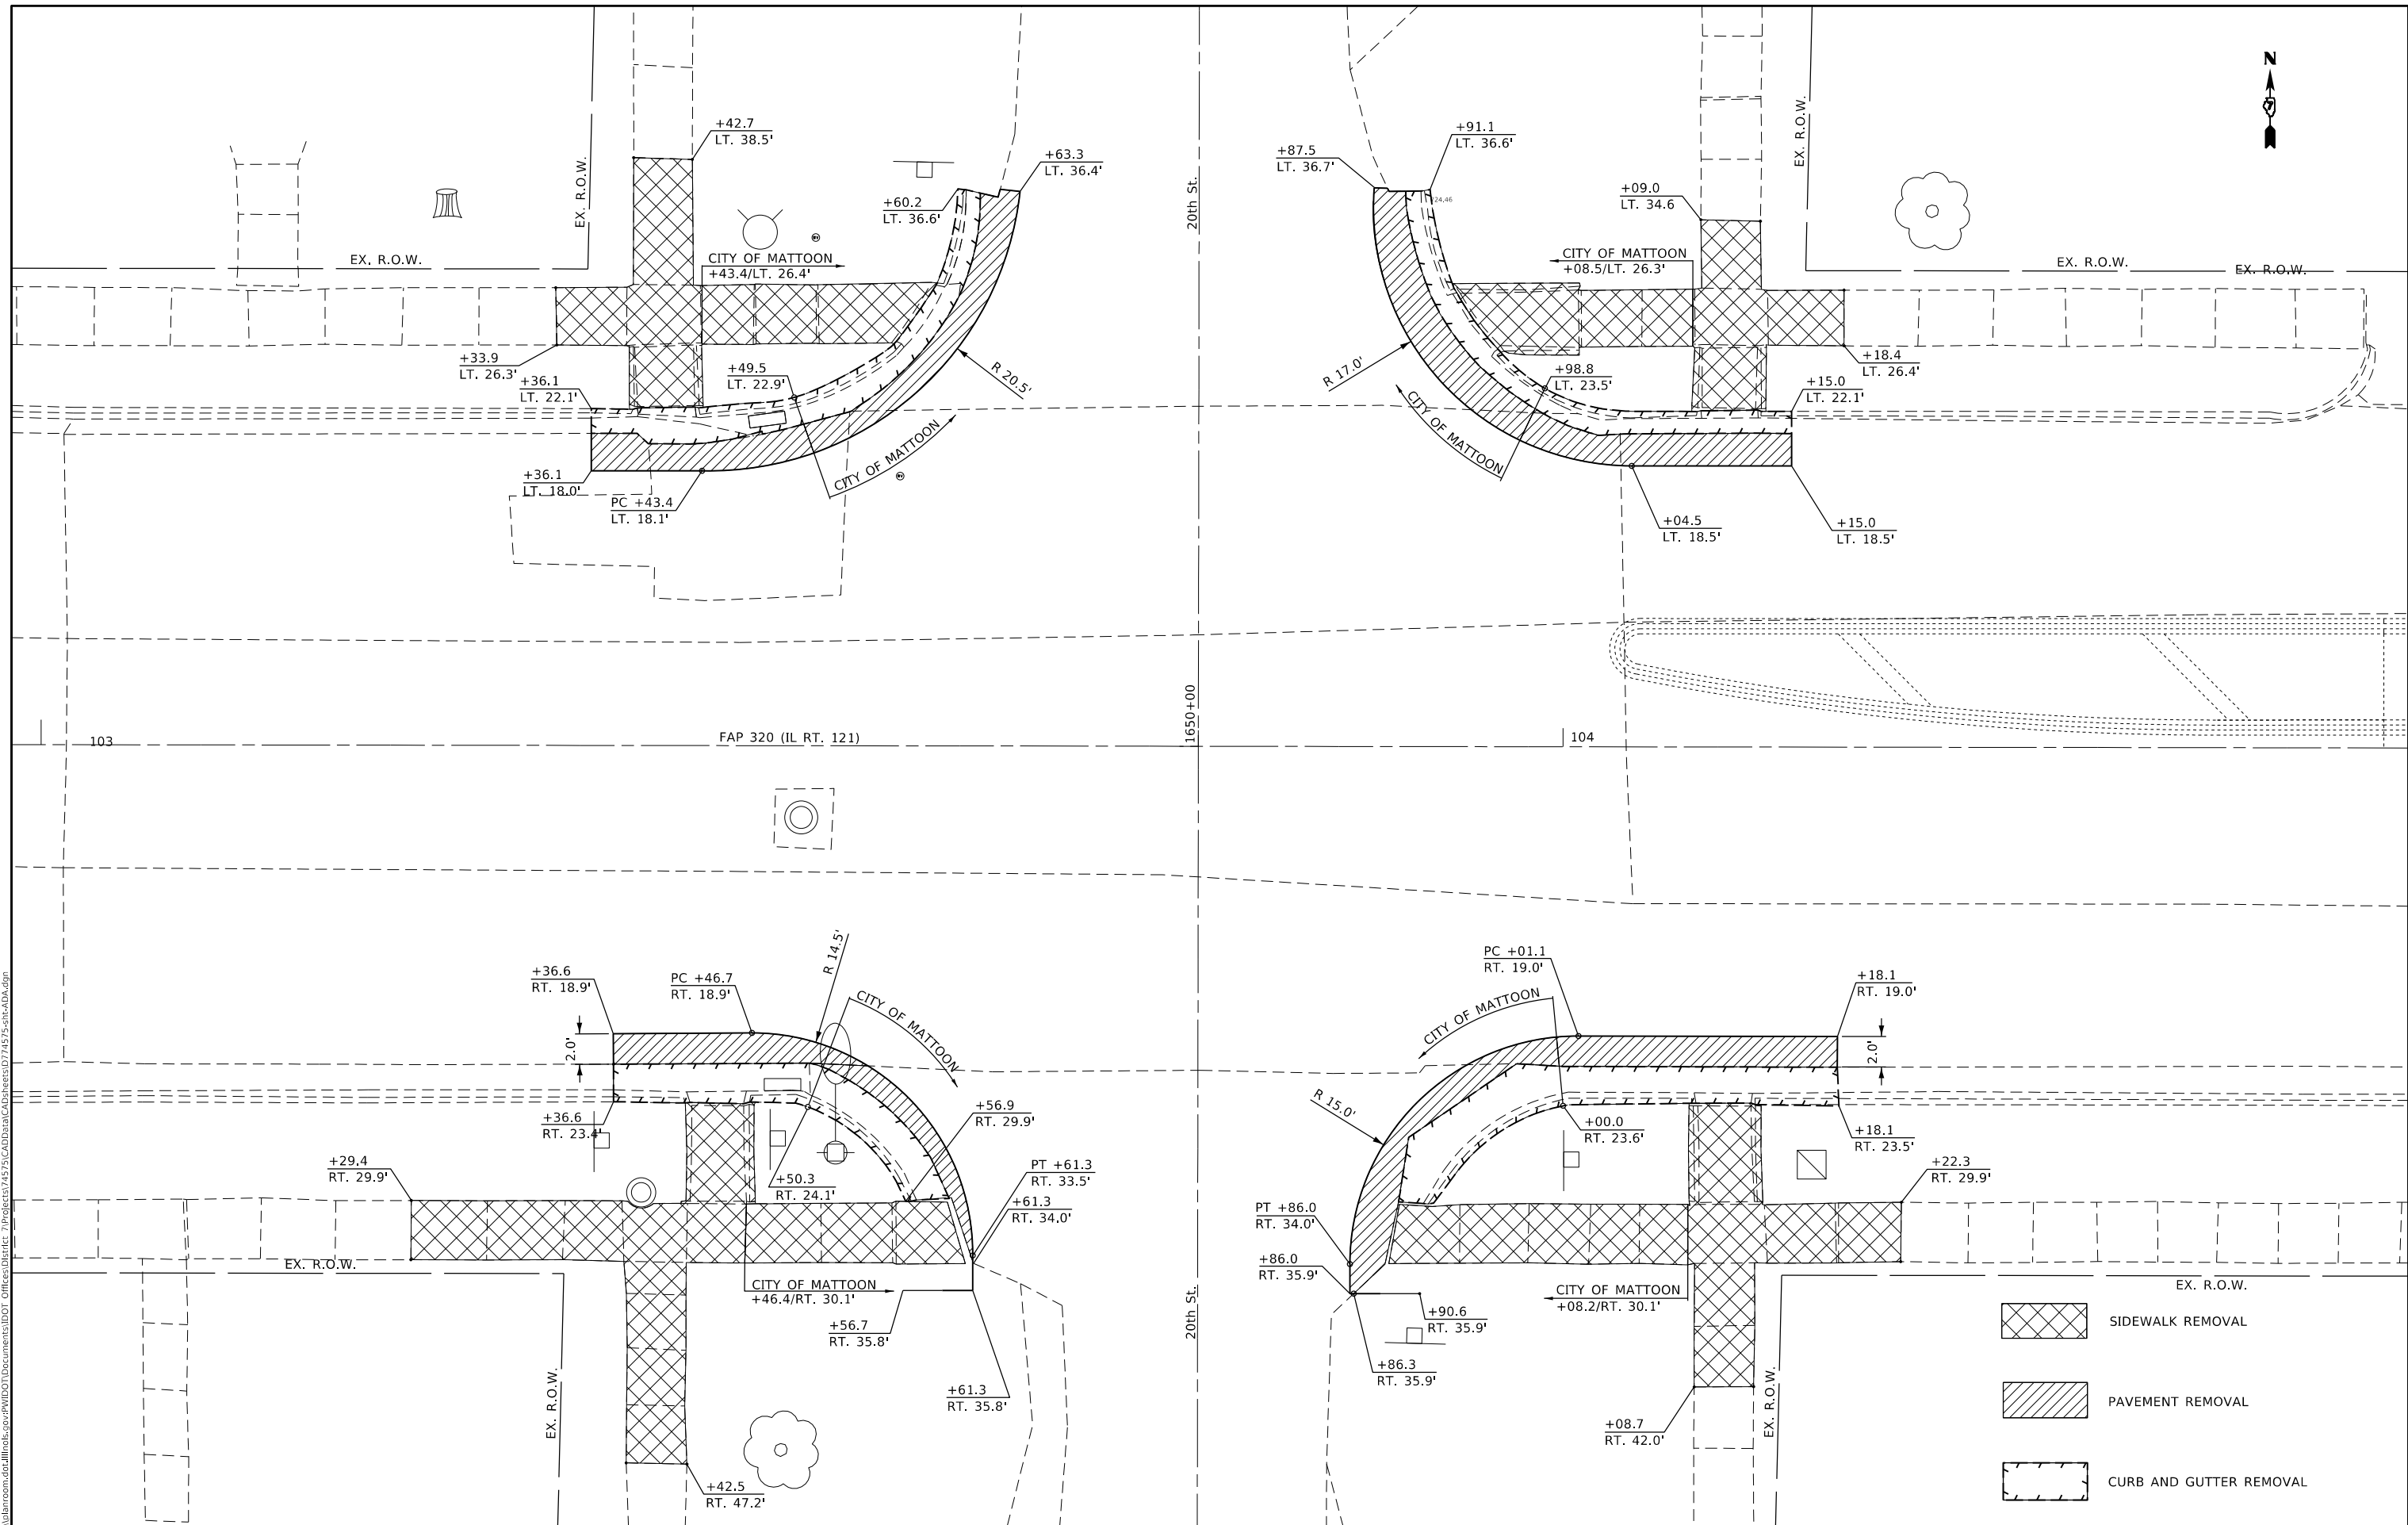 N
+42.7
LT. 38.5'
+63.3
LT. 36.4'
+60.2
LT. 36.6'
EX. R.O.W.
EX. R.O.W.
CITY OF MATTOON
+43.4/LT. 26.4'
+33.9
LT. 26.3'
+36.1
LT. 22.1'
+49.5
LT. 22.9'
R 20.5'
CITY OF MATTOON
+36.1
LT. 18.0'
PC +43.4
LT. 18.1'
20th St.
+87.5
LT. 36.7'
+91.1
LT. 36.6'
+09.0
LT. 34.6
EX. R.O.W.
CITY OF MATTOON
+08.5/LT. 26.3'
EX. R.O.W.
EX. R.O.W.
R 17.0'
+98.8
LT. 23.5'
+18.4
LT. 26.4'
+15.0
LT. 22.1'
CITY OF MATTOON
+04.5
LT. 18.5'
+15.0
LT. 18.5'
1650+00
103
FAP 320 (IL RT. 121)
104
+36.6
RT. 18.9'
PC +46.7
RT. 18.9'
R 14.5'
CITY OF MATTOON
2.0'
+36.6
RT. 23.4'
+56.9
RT. 29.9'
+29.4
RT. 29.9'
+50.3
RT. 24.1'
PT +61.3
RT. 33.5'
+61.3
RT. 34.0'
EX. R.O.W.
CITY OF MATTOON
+46.4/RT. 30.1'
+56.7
RT. 35.8'
+61.3
RT. 35.8'
EX. R.O.W.
+42.5
RT. 47.2'
20th St.
PC +01.1
RT. 19.0'
+18.1
RT. 19.0'
CITY OF MATTOON
2.0'
R 15.0'
+00.0
RT. 23.6'
+18.1
RT. 23.5'
+22.3
RT. 29.9'
PT +86.0
RT. 34.0'
+86.0
RT. 35.9'
CITY OF MATTOON
+08.2/RT. 30.1'
+90.6
RT. 35.9'
+86.3
RT. 35.9'
EX. R.O.W.
EX. R.O.W.
+08.7
RT. 42.0'
SIDEWALK REMOVAL
PAVEMENT REMOVAL
CURB AND GUTTER REMOVAL